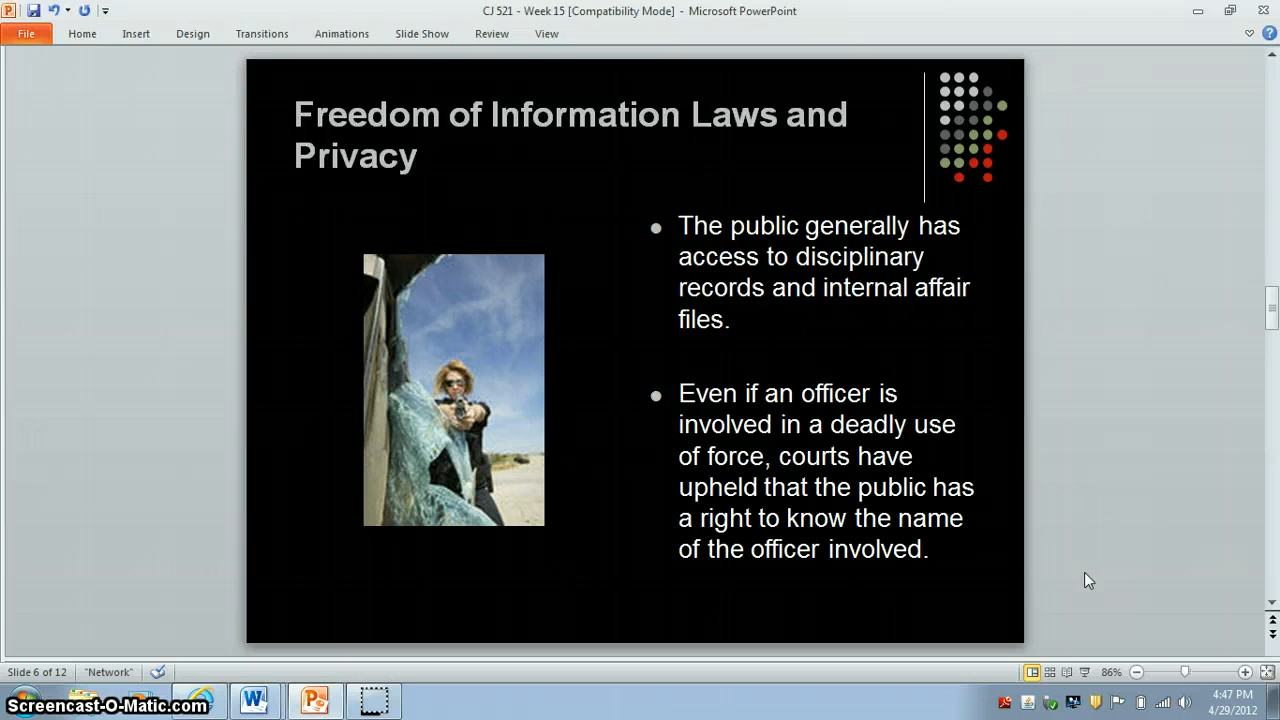 CJ 521 - Week 15 [Compatibility Mode] - Microsoft PowerPoint
File Home Insert Design Transitions Animations Slide Show Review View
Freedom of Information Laws and
Privacy
• The public generally has
access to disciplinary
records and internal affair
files.
• Even if an officer is
involved in a deadly use
of force, courts have
upheld that the public has
a right to know the name
of the officer involved.
Slide 6 of 12 "Network" 86%
Screencast-O-Matic.com
4:47 PM
4/29/2012